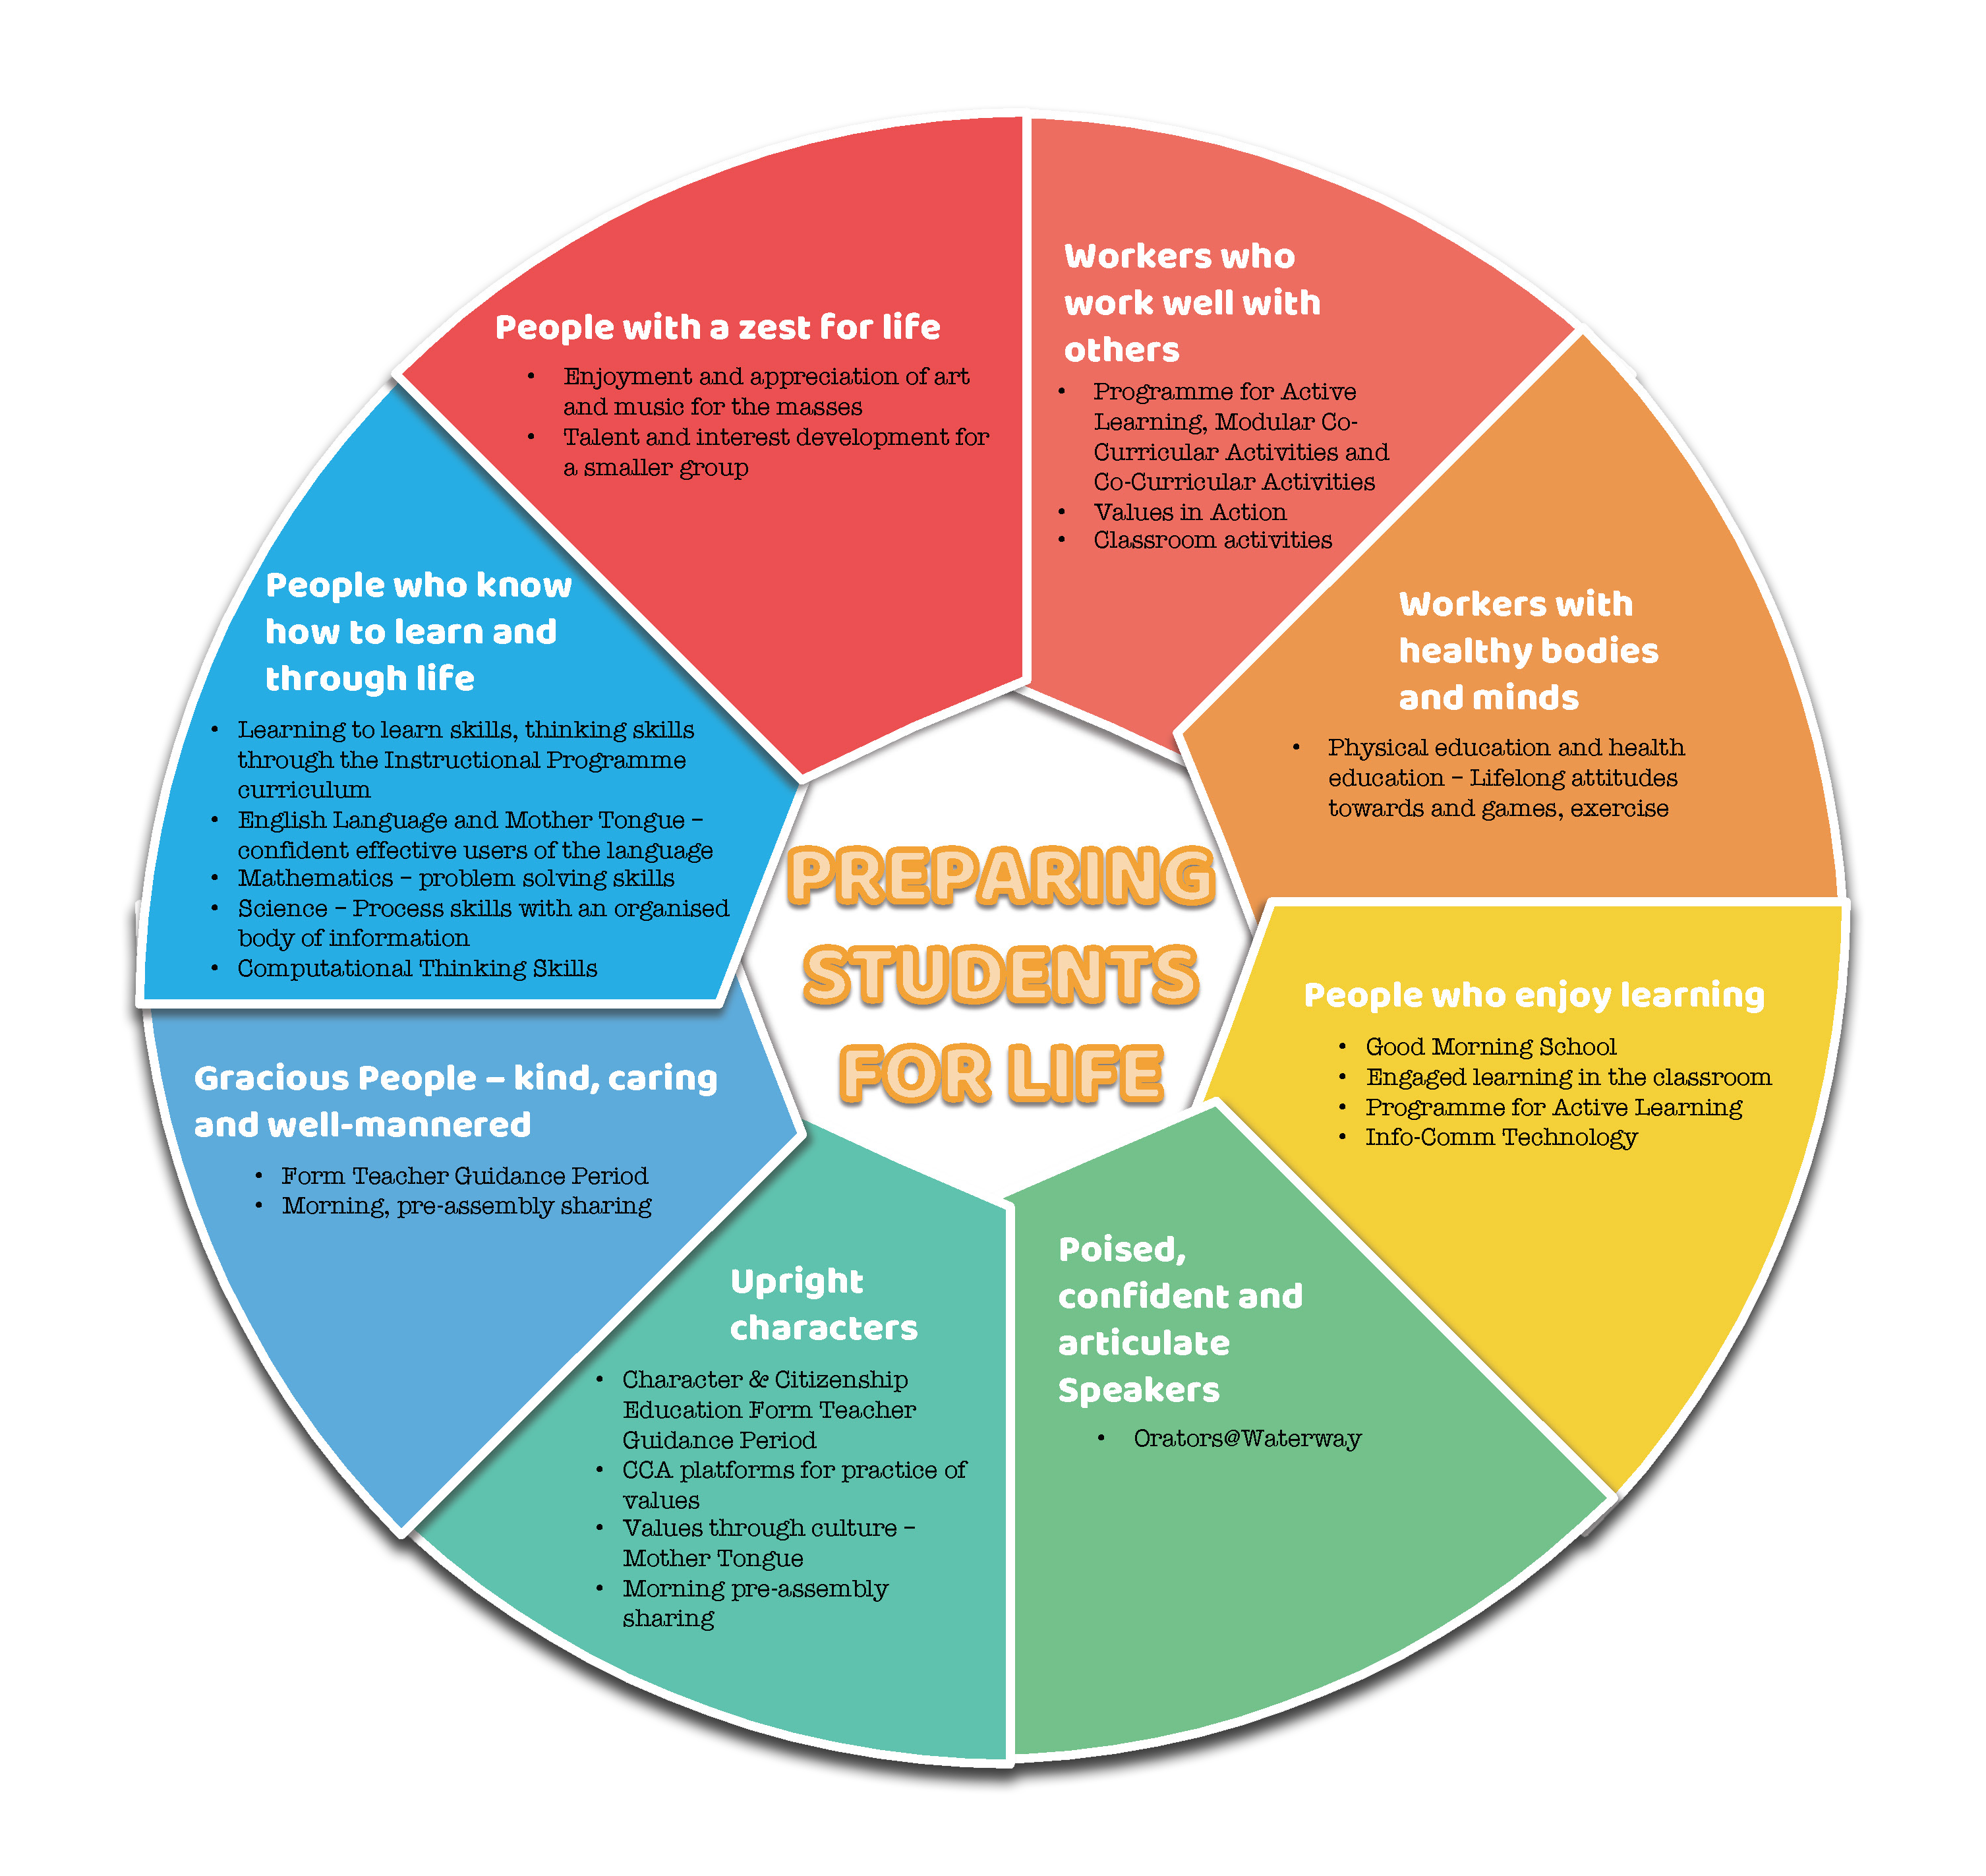 People with a zest for life
• Enjoyment and appreciation of art
and music for the masses
• Talent and interest development for
a smaller group
Workers who
work well with
others
• Programme for Active
Learning, Modular Co-
Curricular Activities and
Co-Curricular Activities
• Values in Action
• Classroom activities
Workers with
healthy bodies
and minds
• Physical education and health
education – Lifelong attitudes
towards and games, exercise
People who enjoy learning
• Good Morning School
• Engaged learning in the classroom
• Programme for Active Learning
• Info-Comm Technology
Poised,
confident and
articulate
Speakers
• Orators@Waterway
Upright
characters
• Character & Citizenship
Education Form Teacher
Guidance Period
• CCA platforms for practice of
values
• Values through culture –
Mother Tongue
• Morning pre-assembly
sharing
Gracious People – kind, caring
and well-mannered
• Form Teacher Guidance Period
• Morning, pre-assembly sharing
People who know
how to learn and
through life
• Learning to learn skills, thinking skills
through the Instructional Programme
curriculum
• English Language and Mother Tongue –
confident effective users of the language
• Mathematics – problem solving skills
• Science – Process skills with an organised
body of information
• Computational Thinking Skills
PREPARING
STUDENTS
FOR LIFE